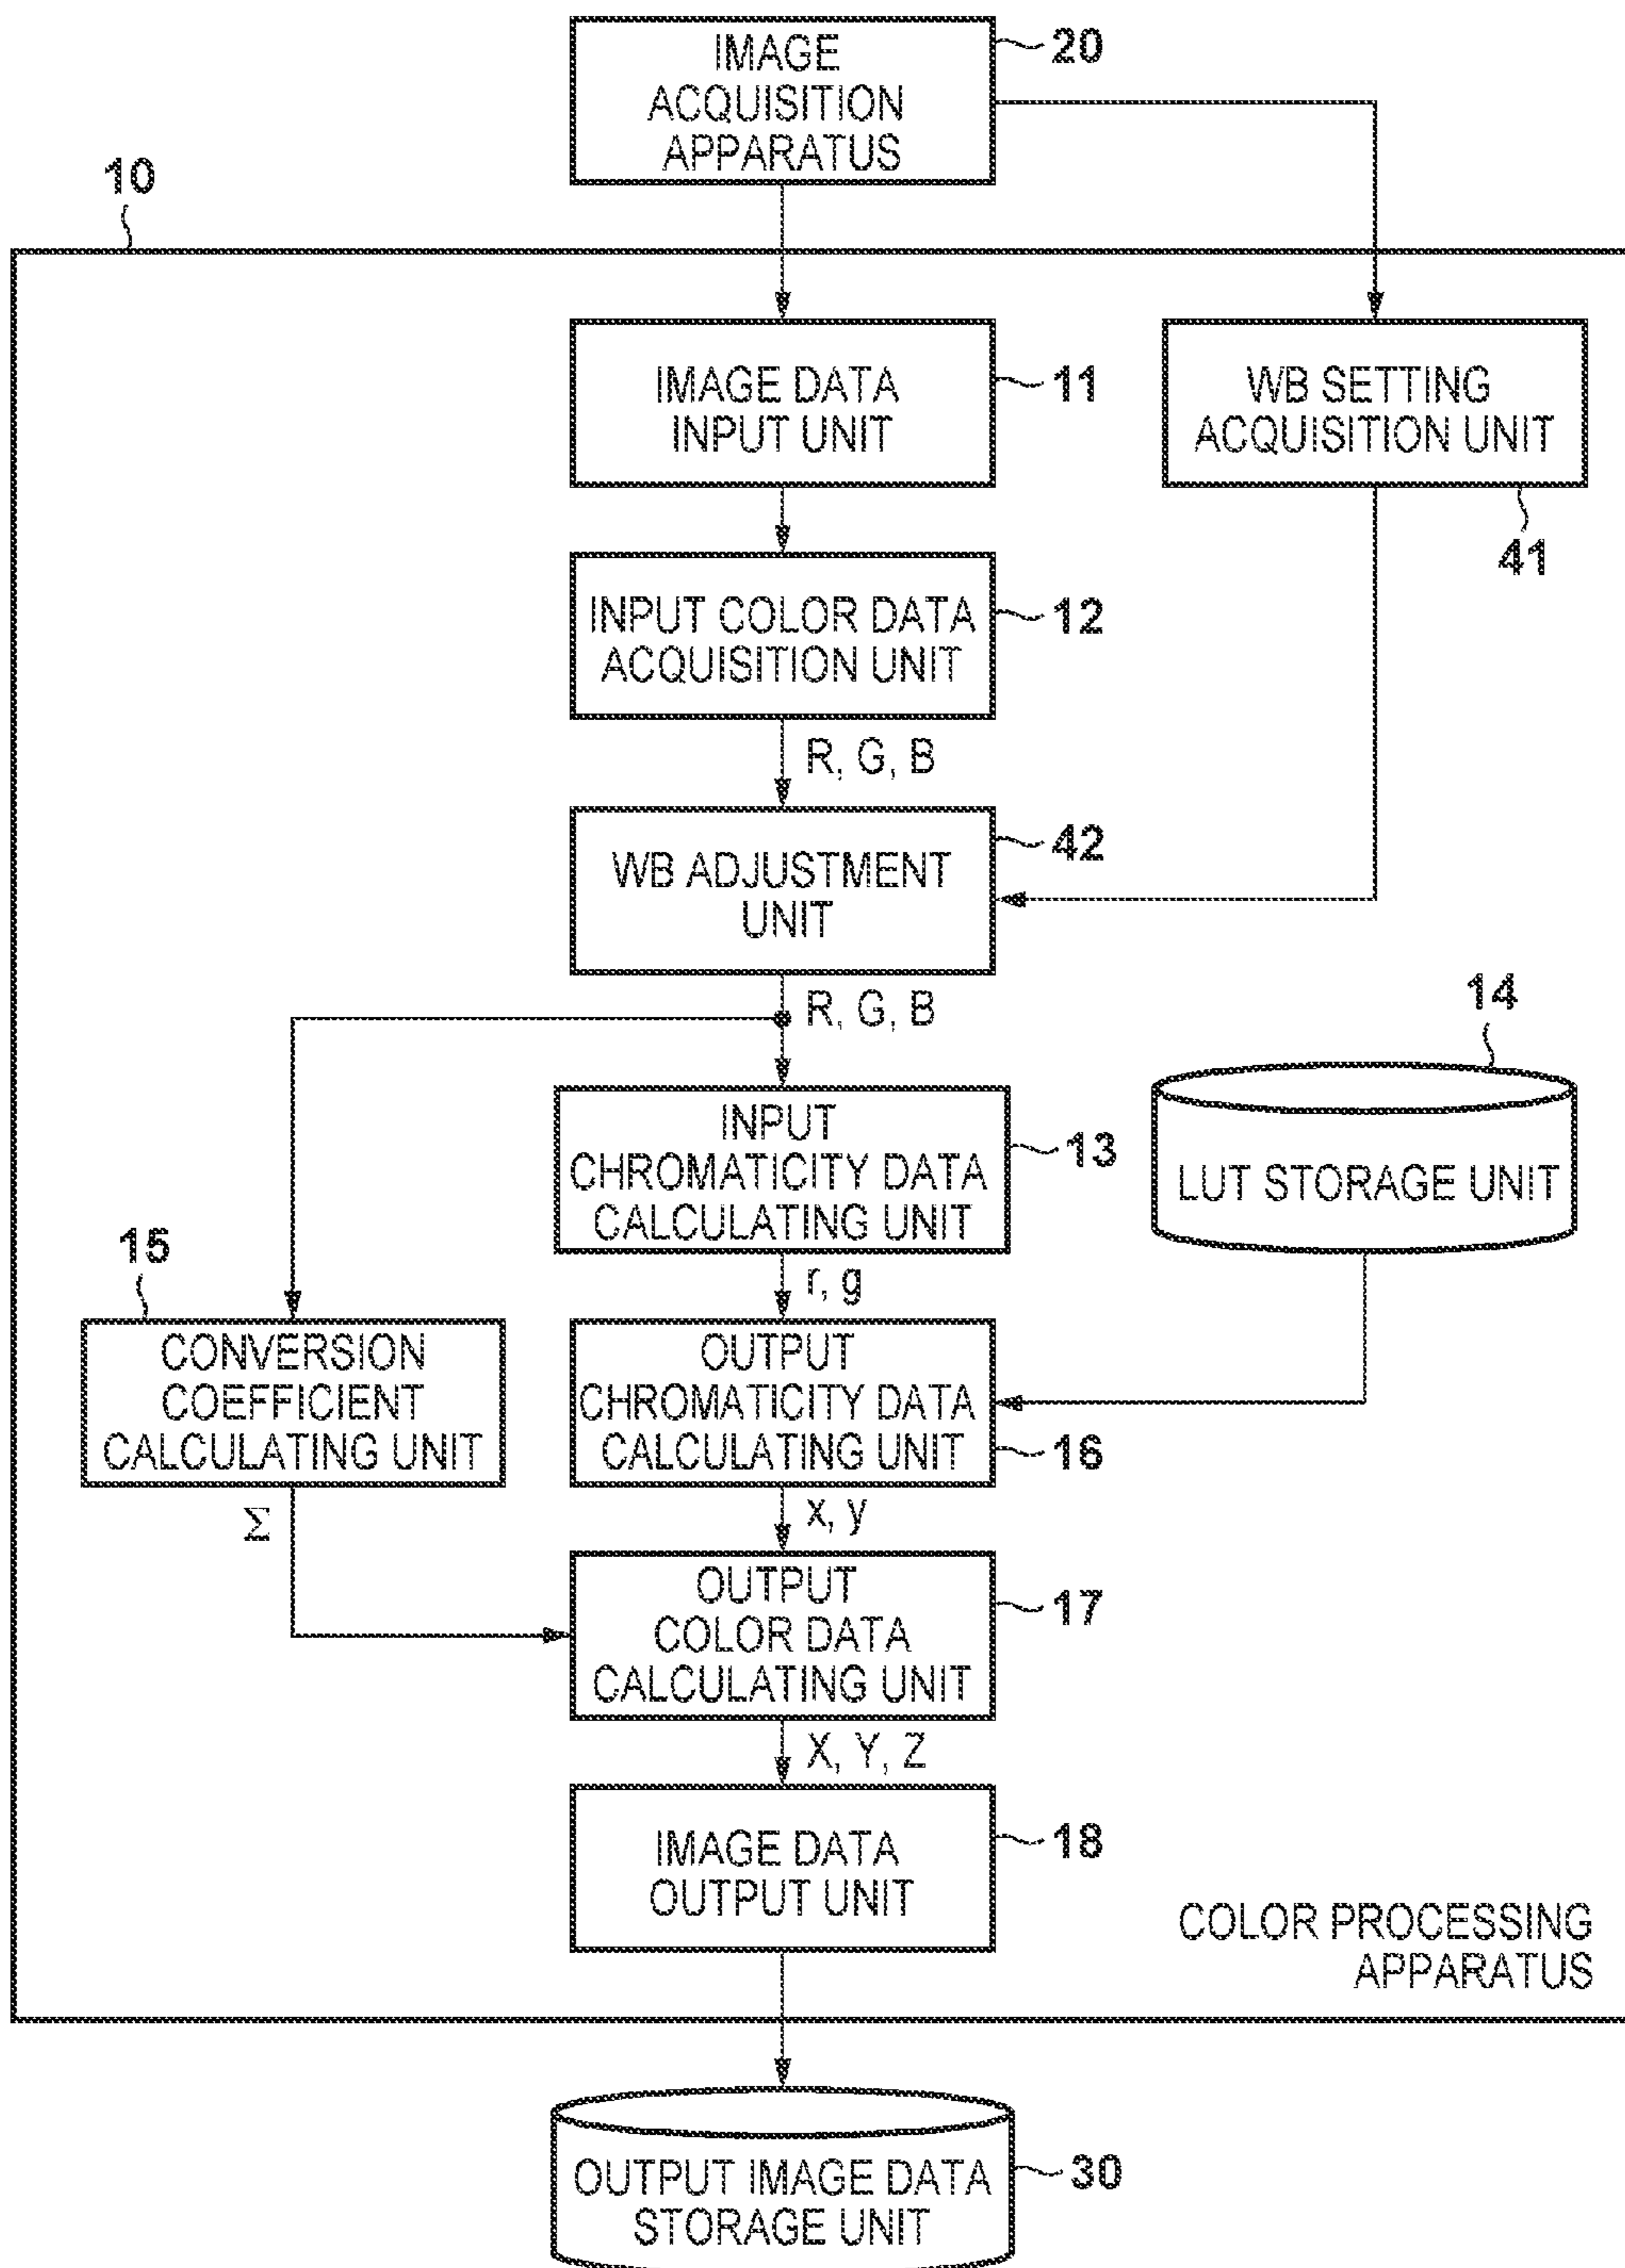 IMAGE
ACQUISITION
APPARATUS
20
10
IMAGE DATA
INPUT UNIT
11
WB SETTING
ACQUISITION UNIT
41
INPUT COLOR DATA
ACQUISITION UNIT
12
R, G, B
WB ADJUSTMENT
UNIT
42
R, G, B
14
INPUT
CHROMATICITY DATA
CALCULATING UNIT
13
LUT STORAGE UNIT
r, g
15
CONVERSION
COEFFICIENT
CALCULATING UNIT
OUTPUT
CHROMATICITY DATA
CALCULATING UNIT
16
Σ
x, y
OUTPUT
COLOR DATA
CALCULATING UNIT
17
X, Y, Z
IMAGE DATA
OUTPUT UNIT
18
COLOR PROCESSING
APPARATUS
OUTPUT IMAGE DATA
STORAGE UNIT
30